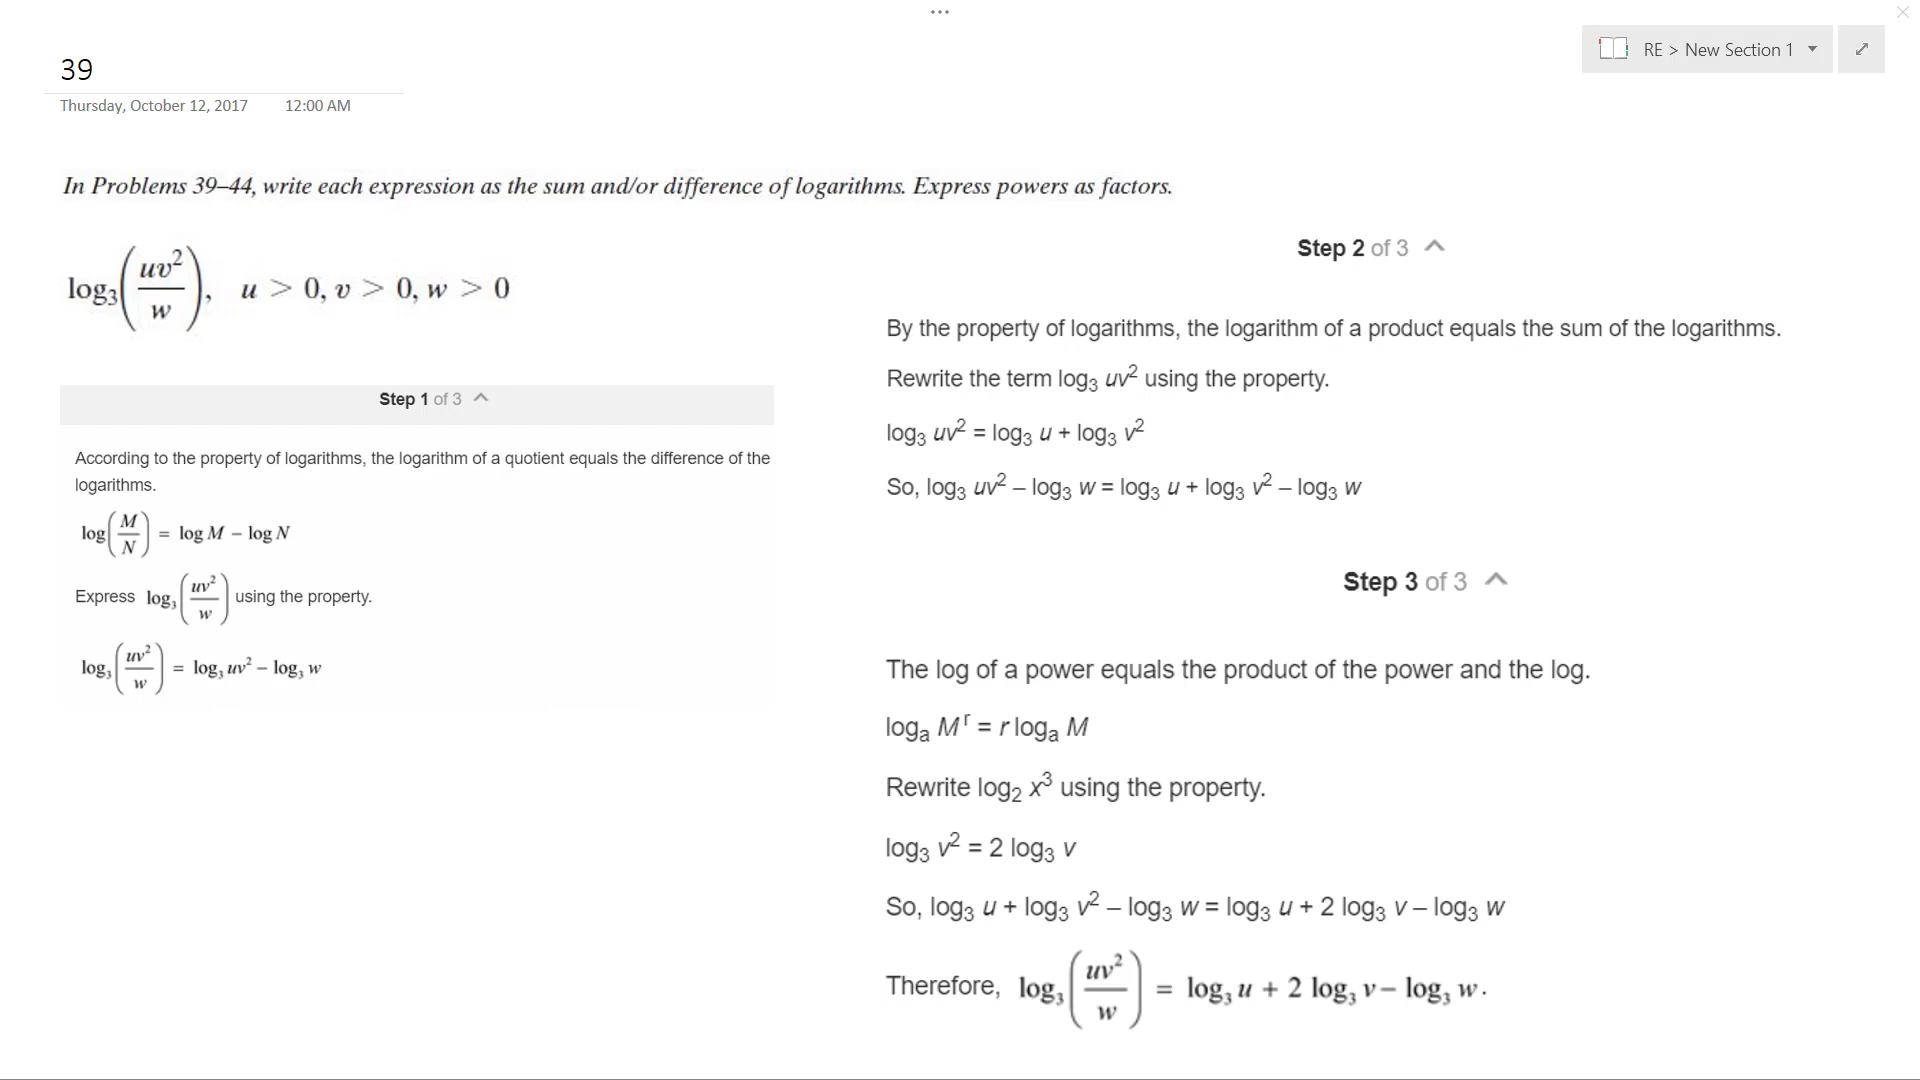 ...
RE > New Section 1
39
Thursday, October 12, 2017 12:00 AM
In Problems 39–44, write each expression as the sum and/or difference of logarithms. Express powers as factors.
log₃(uv²/w), u > 0, v > 0, w > 0
Step 1 of 3
According to the property of logarithms, the logarithm of a quotient equals the difference of the
logarithms.
log(M/N) = log M − log N
Express log₃(uv²/w) using the property.
log₃(uv²/w) = log₃ uv² − log₃ w
Step 2 of 3
By the property of logarithms, the logarithm of a product equals the sum of the logarithms.
Rewrite the term log₃ uv² using the property.
log₃ uv² = log₃ u + log₃ v²
So, log₃ uv² – log₃ w = log₃ u + log₃ v² – log₃ w
Step 3 of 3
The log of a power equals the product of the power and the log.
logₐ Mʳ = r logₐ M
Rewrite log₂ x³ using the property.
log₃ v² = 2 log₃ v
So, log₃ u + log₃ v² – log₃ w = log₃ u + 2 log₃ v – log₃ w
Therefore, log₃(uv²/w) = log₃ u + 2 log₃ v − log₃ w.